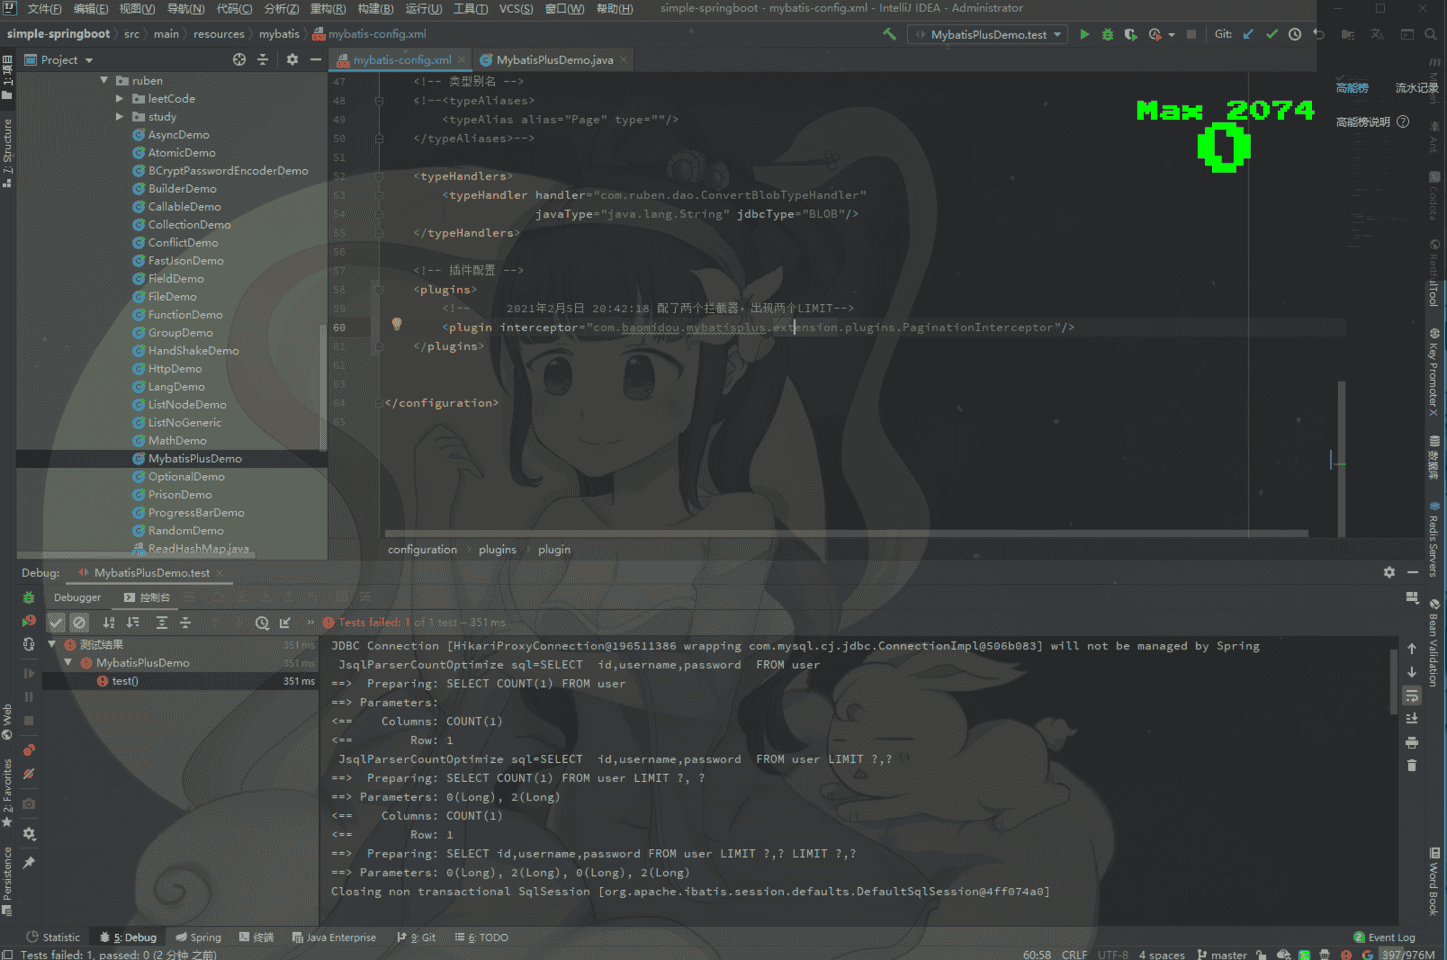 文件(F) 编辑(E) 视图(V) 导航(N) 代码(C) 分析(Z) 重构(R) 构建(B) 运行(U) 工具(T) VCS(S) 窗口(W) 帮助(H) simple-springboot - mybatis-config.xml - IntelliJ IDEA - Administrator
simple-springboot src main resources mybatis mybatis-config.xml MybatisPlusDemo.test Git:
1: 项目 Project mybatis-config.xml MybatisPlusDemo.java
高能榜 流水记录
Max 2074
高能榜说明
0
7: Structure
ruben
leetCode
study
AsyncDemo
AtomicDemo
BCryptPasswordEncoderDemo
BuilderDemo
CallableDemo
CollectionDemo
ConflictDemo
FastJsonDemo
FieldDemo
FileDemo
FunctionDemo
GroupDemo
HandShakeDemo
HttpDemo
LangDemo
ListNodeDemo
ListNoGeneric
MathDemo
MybatisPlusDemo
OptionalDemo
PrisonDemo
ProgressBarDemo
RandomDemo
ReadHashMap.java
47 <!-- 类型别名 -->
48 <!--<typeAliases>
49 <typeAlias alias="Page" type=""/>
50 </typeAliases>-->
51
52 <typeHandlers>
53 <typeHandler handler="com.ruben.dao.ConvertBlobTypeHandler"
54 javaType="java.lang.String" jdbcType="BLOB"/>
55 </typeHandlers>
56
57 <!-- 插件配置 -->
58 <plugins>
59 <!-- 2021年2月5日 20:42:18 配了两个拦截器，出现两个LIMIT-->
60 <plugin interceptor="com.baomidou.mybatisplus.extension.plugins.PaginationInterceptor"/>
61 </plugins>
62
63
64 </configuration>
65
configuration plugins plugin
Maven
Ant
Codota
RestfulTool
Key Promoter X
数据库
Redis Servers
Bean Validation
Word Book
Debug: MybatisPlusDemo.test
Debugger 控制台
Tests failed: 1 of 1 test – 351 ms
测试结果 351 ms
MybatisPlusDemo 351 ms
test() 351 ms
JDBC Connection [HikariProxyConnection@196511386 wrapping com.mysql.cj.jdbc.ConnectionImpl@506b083] will not be managed by Spring
JsqlParserCountOptimize sql=SELECT id,username,password FROM user
==> Preparing: SELECT COUNT(1) FROM user
==> Parameters:
<== Columns: COUNT(1)
<== Row: 1
JsqlParserCountOptimize sql=SELECT id,username,password FROM user LIMIT ?,?
==> Preparing: SELECT COUNT(1) FROM user LIMIT ?, ?
==> Parameters: 0(Long), 2(Long)
<== Columns: COUNT(1)
<== Row: 1
==> Preparing: SELECT id,username,password FROM user LIMIT ?,? LIMIT ?,?
==> Parameters: 0(Long), 2(Long), 0(Long), 2(Long)
Closing non transactional SqlSession [org.apache.ibatis.session.defaults.DefaultSqlSession@4ff074a0]
Web
2: Favorites
Persistence
Statistic 5: Debug Spring 终端 Java Enterprise 9: Git 6: TODO 2 Event Log
Tests failed: 1, passed: 0 (2 分钟 之前) 60:58 CRLF UTF-8 4 spaces master 397/976M